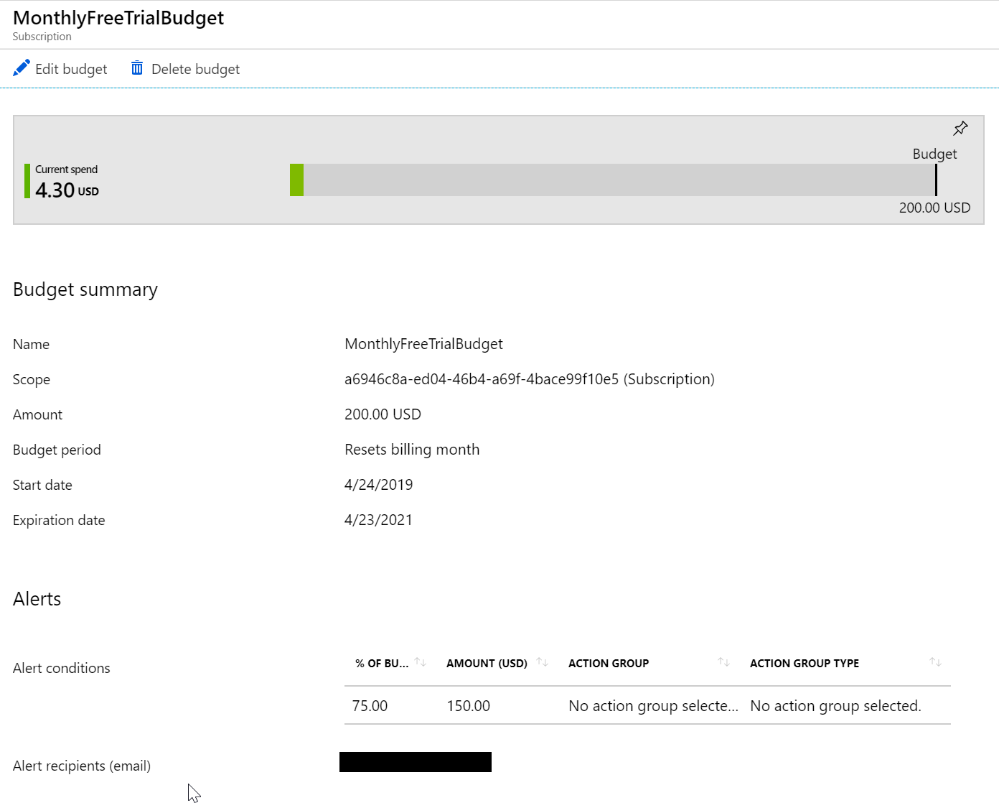 MonthlyFreeTrialBudget
Subscription
Edit budget Delete budget
Budget
Current spend
4.30 USD
200.00 USD
Budget summary
Name MonthlyFreeTrialBudget
Scope a6946c8a-ed04-46b4-a69f-4bace99f10e5 (Subscription)
Amount 200.00 USD
Budget period Resets billing month
Start date 4/24/2019
Expiration date 4/23/2021
Alerts
Alert conditions
% OF BU... AMOUNT (USD) ACTION GROUP ACTION GROUP TYPE
75.00 150.00 No action group selecte... No action group selected.
Alert recipients (email)